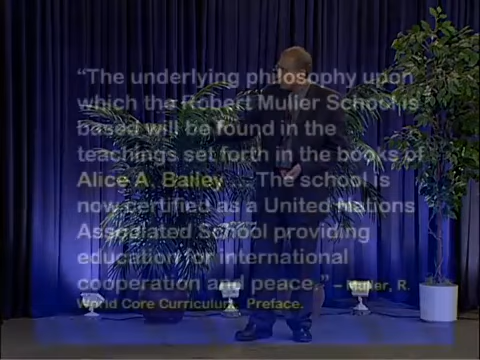 “The underlying philosophy upon
which the Robert Muller School is
based will be found in the
teachings set forth in the books of
Alice A. Bailey ... The school is
now certified as a United Nations
Associated School providing
education for international
cooperation and peace.” – Muller, R.
World Core Curriculum, Preface.